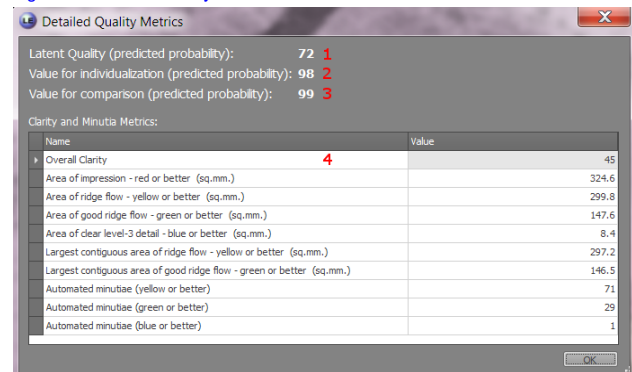 LE Detailed Quality Metrics X
Latent Quality (predicted probability): 72 1
Value for individualization (predicted probability): 98 2
Value for comparison (predicted probability): 99 3
Clarity and Minutia Metrics:
Name Value
Overall Clarity 4 45
Area of impression - red or better (sq.mm.) 324.6
Area of ridge flow - yellow or better (sq.mm.) 299.8
Area of good ridge flow - green or better (sq.mm.) 147.6
Area of clear level-3 detail - blue or better (sq.mm.) 8.4
Largest contiguous area of ridge flow - yellow or better (sq.mm.) 297.2
Largest contiguous area of good ridge flow - green or better (sq.mm.) 146.5
Automated minutiae (yellow or better) 71
Automated minutiae (green or better) 29
Automated minutiae (blue or better) 1
OK